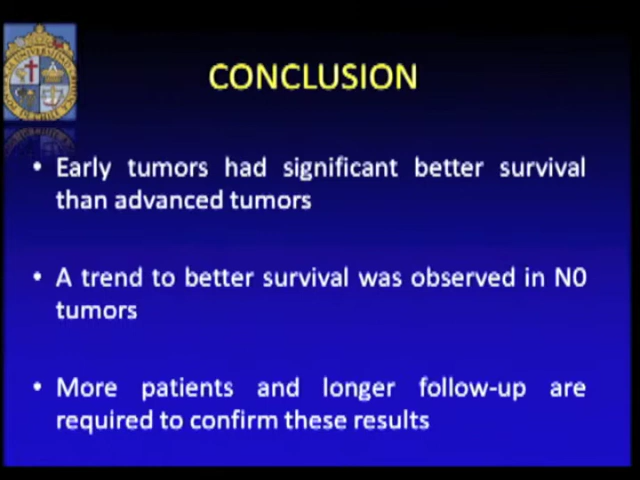 CONCLUSION
• Early tumors had significant better survival
than advanced tumors
• A trend to better survival was observed in N0
tumors
• More patients and longer follow-up are
required to confirm these results